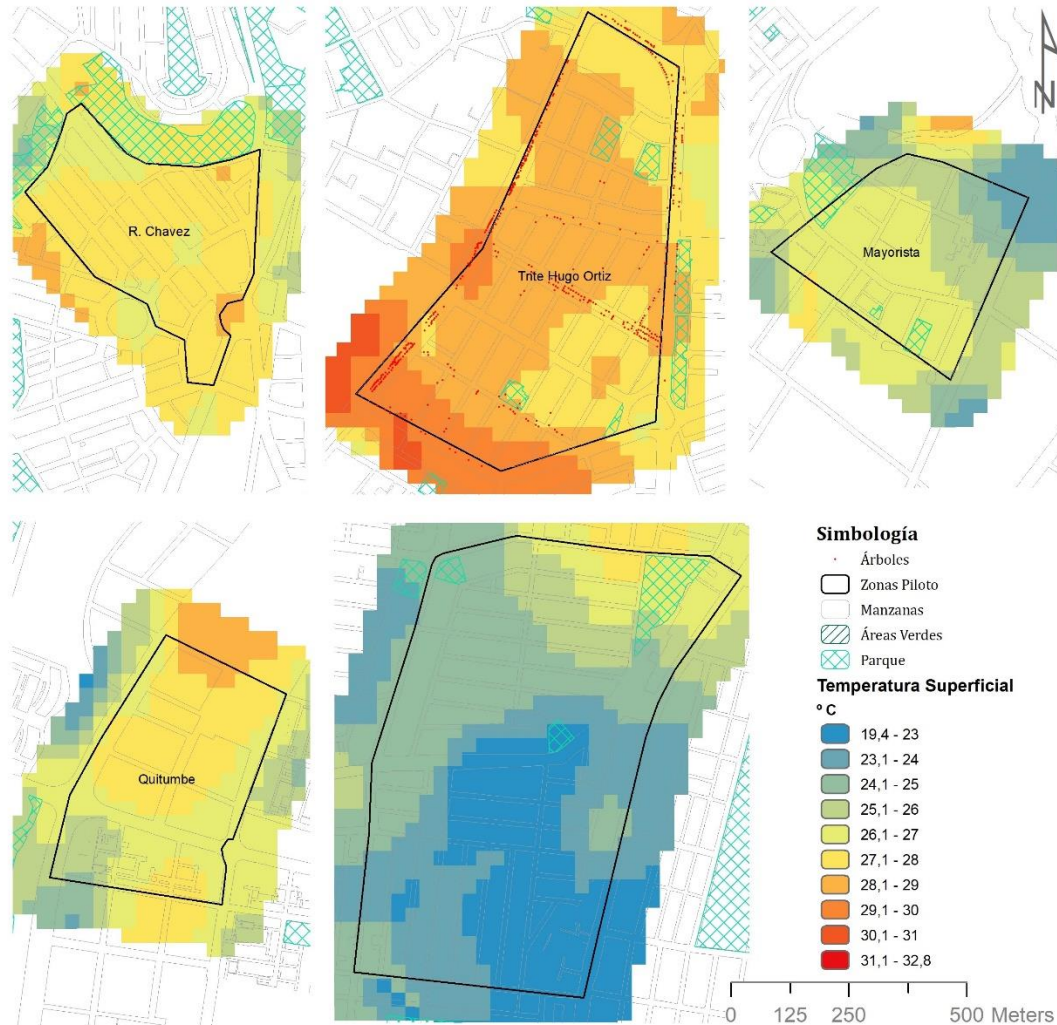 N
R. Chavez
Tnte Hugo Ortiz
Mayorista
Quitumbe
Simbología
Árboles
Zonas Piloto
Manzanas
Áreas Verdes
Parque
Temperatura Superficial
º C
19,4 - 23
23,1 - 24
24,1 - 25
25,1 - 26
26,1 - 27
27,1 - 28
28,1 - 29
29,1 - 30
30,1 - 31
31,1 - 32,8
0 125 250 500 Meters